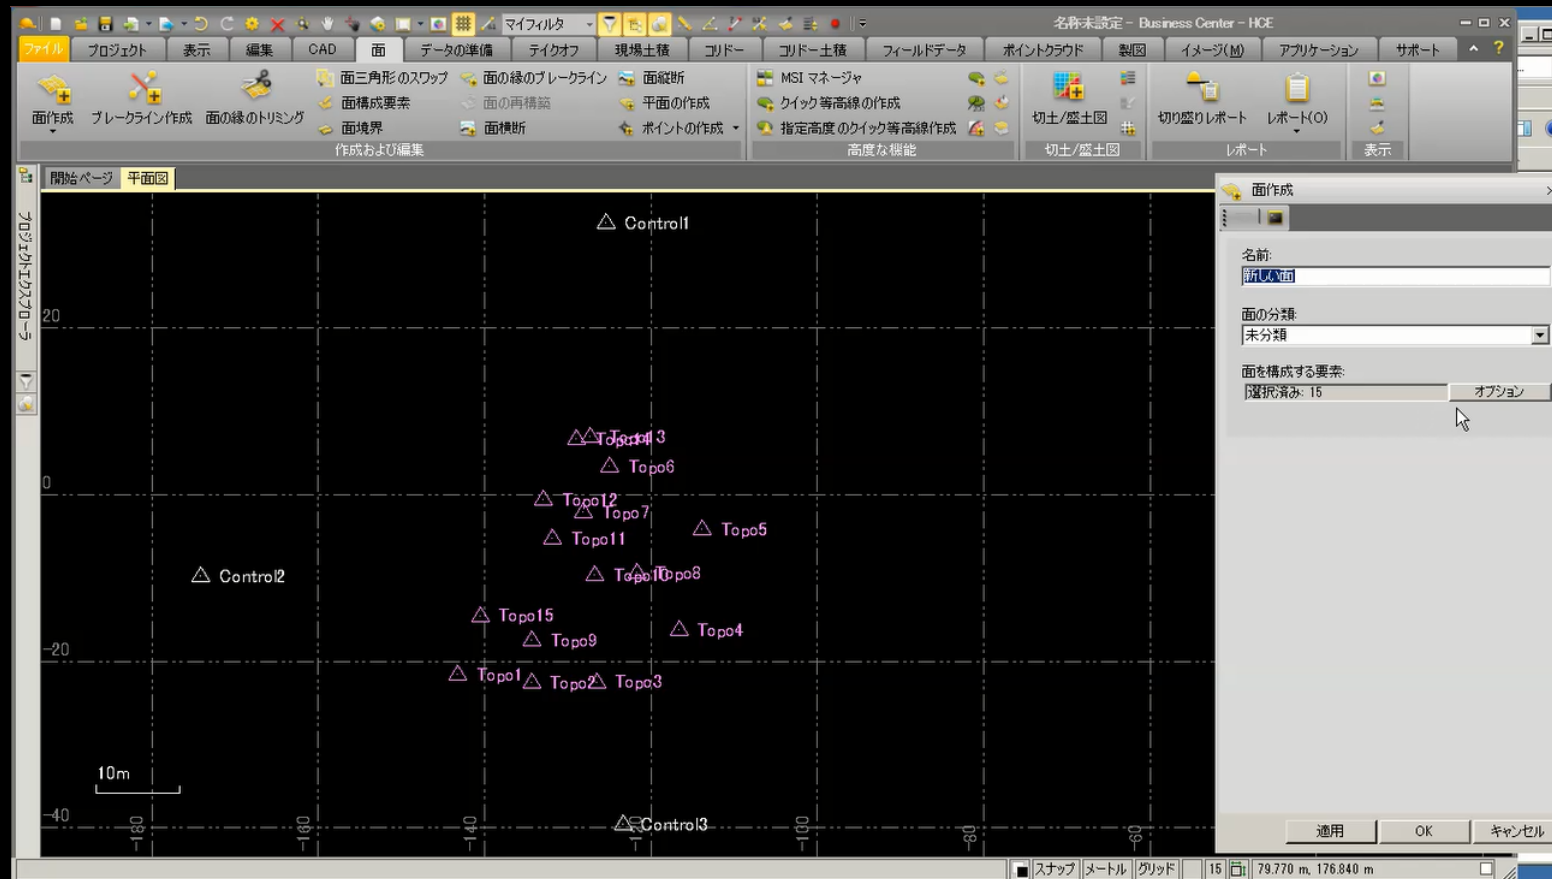 マイフィルタ
名称未設定 - Business Center - HCE
ファイル プロジェクト 表示 編集 CAD 面 データの準備 テイクオフ 現場土積 コリドー コリドー土積 フィールドデータ ポイントクラウド 製図 イメージ(M) アプリケーション サポート
面三角形のスワップ 面の縁のブレークライン 面縦断 MSI マネージャ
面構成要素 面の再構築 平面の作成 クイック等高線の作成
面作成 ブレークライン作成 面の縁のトリミング 切土/盛土図 切り盛りレポート レポート(O)
面境界 面横断 ポイントの作成 指定高度のクイック等高線作成
作成および編集 高度な機能 切土/盛土図 レポート 表示
開始ページ 平面図
プロジェクトエクスプローラ
面作成
名前:
新しい面
面の分類:
未分類
面を構成する要素:
選択済み: 15 オプション
Control1
20
Topo14 Topo13
Topo6
0
Topo12
Topo7
Topo5
Topo11
Control2
Topo10 Topo8
Topo15
Topo4
Topo9
-20
Topo1 Topo2 Topo3
10m
-40
Control3
-180 -160 -140 -120 -100 -80 -60
適用 OK キャンセル
スナップ メートル グリッド 15 79.770 m, 176.840 m